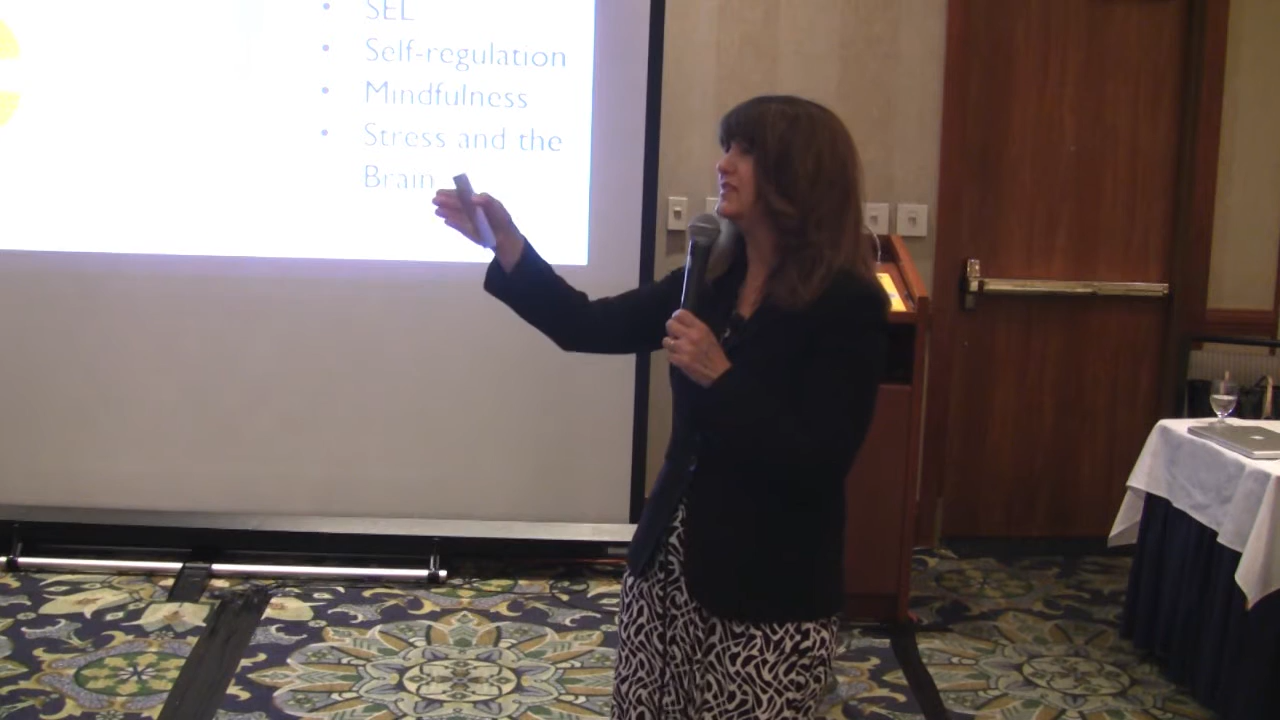 • SEL
• Self-regulation
• Mindfulness
• Stress and the
Brain